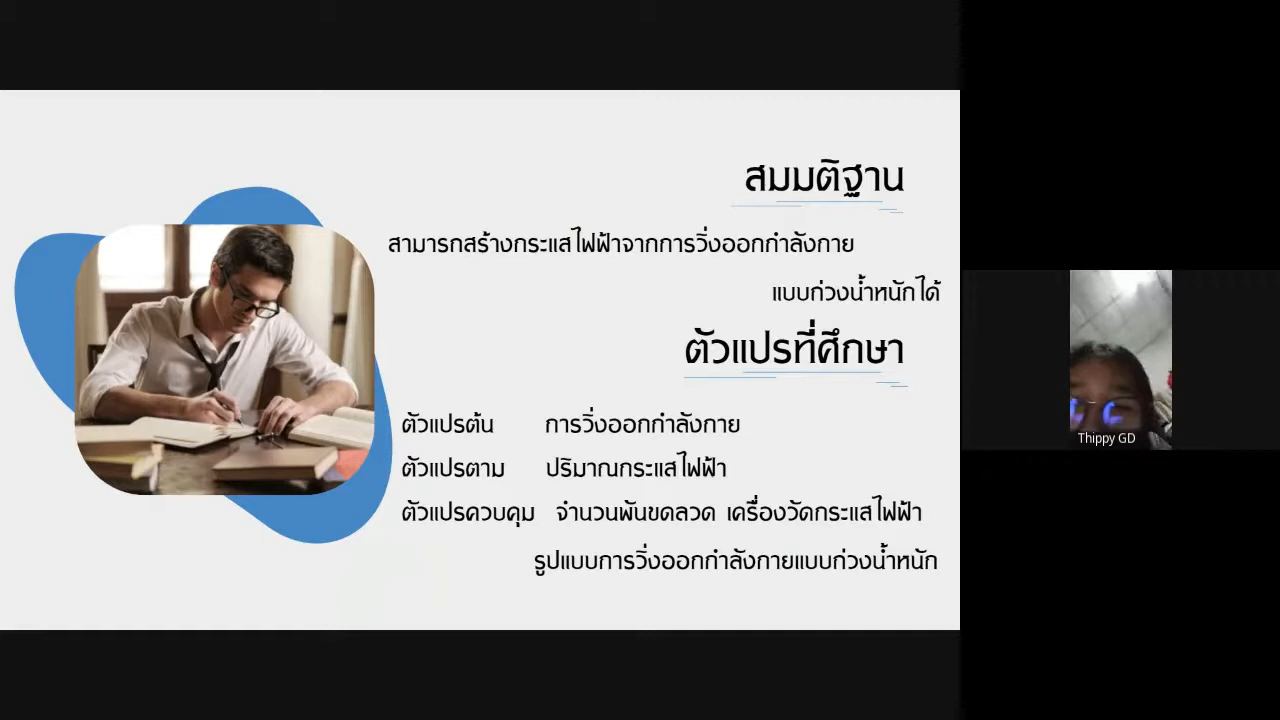 สมมติฐาน
สามารถสร้างกระแสไฟฟ้าจากการวิ่งออกกำลังกาย
แบบถ่วงน้ำหนักได้
ตัวแปรที่ศึกษา
ตัวแปรต้น การวิ่งออกกำลังกาย
ตัวแปรตาม ปริมาณกระแสไฟฟ้า
ตัวแปรควบคุม จำนวนพันขดลวด เครื่องวัดกระแสไฟฟ้า
รูปแบบการวิ่งออกกำลังกายแบบถ่วงน้ำหนัก
Thippy GD